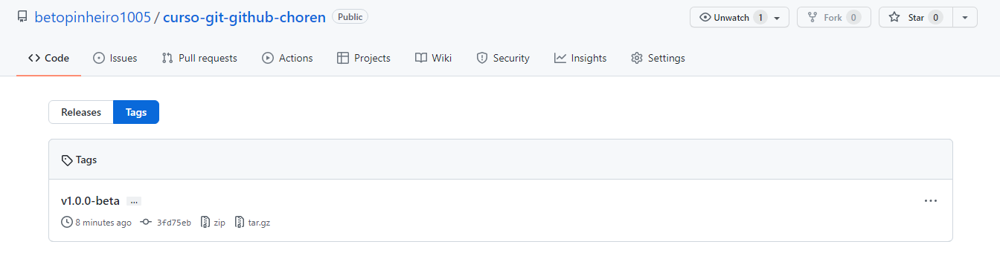 betopinheiro1005 / curso-git-github-choren Public Unwatch 1 Fork 0 Star 0
Code Issues Pull requests Actions Projects Wiki Security Insights Settings
Releases Tags
Tags
v1.0.0-beta ...
8 minutes ago 3fd75eb zip tar.gz